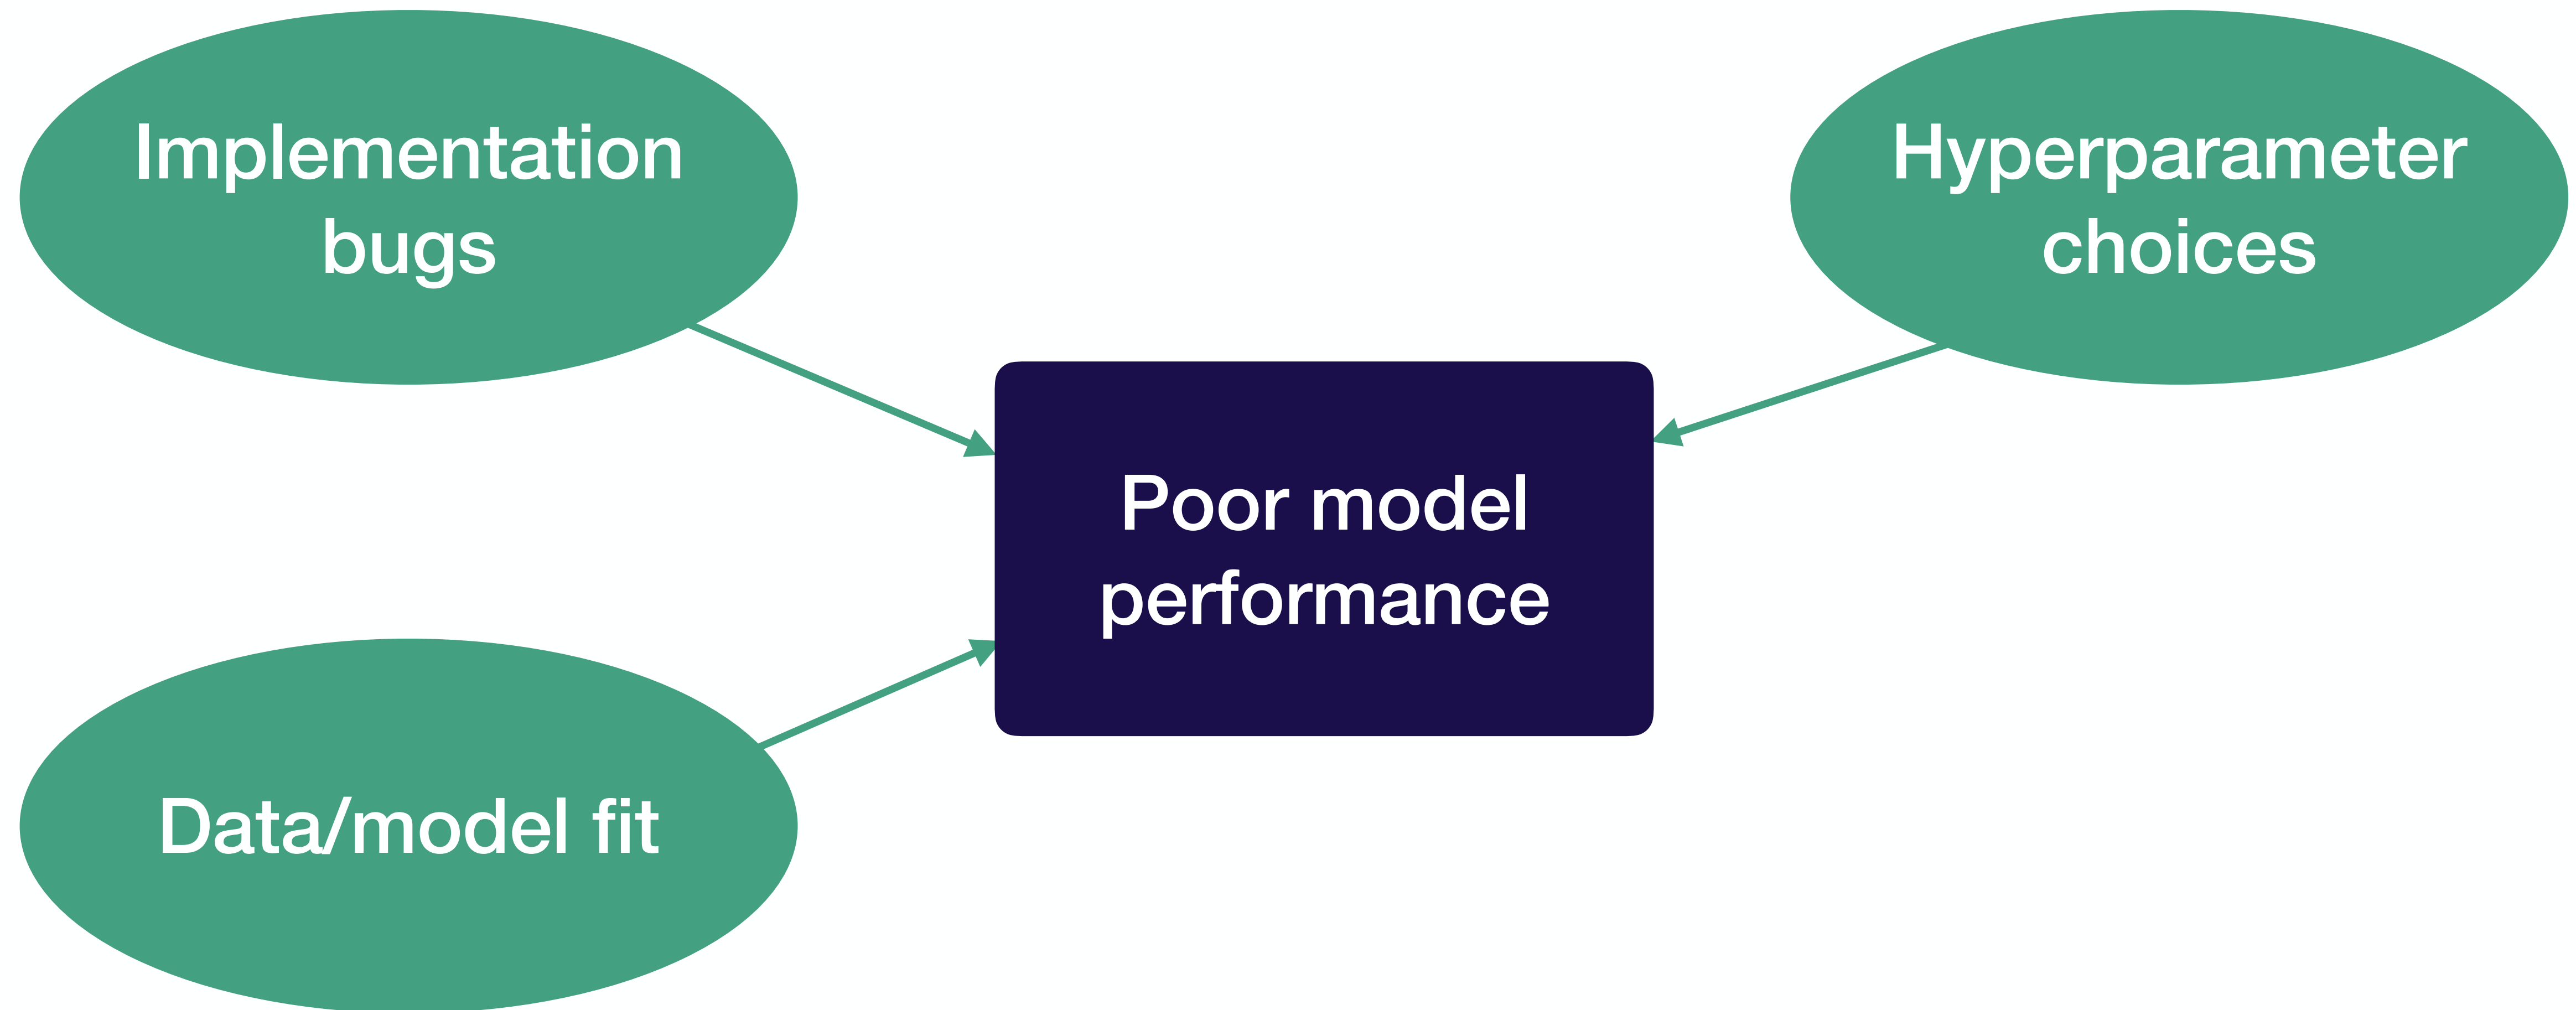 Implementation
bugs
Hyperparameter
choices
Poor model
performance
Data/model fit